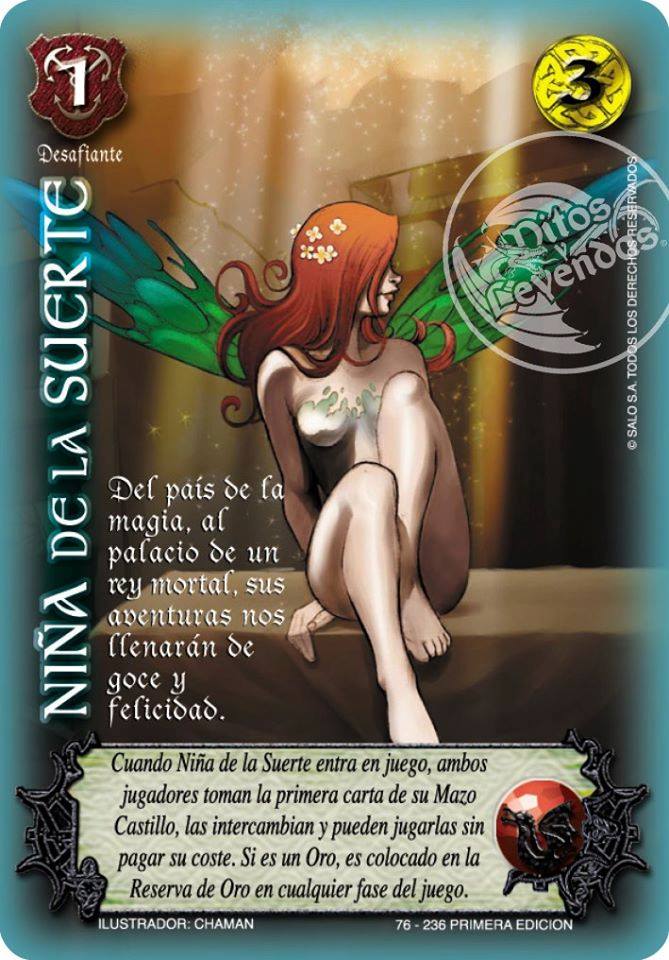 1
3
Desafiante
NIÑA DE LA SUERTE
Mitos
y
Leyendas
© SALO S.A. TODOS LOS DERECHOS RESERVADOS
Del país de la
magia, al
palacio de un
rey mortal, sus
aventuras nos
llenarán de
goce y
felicidad.
Cuando Niña de la Suerte entra en juego, ambos
jugadores toman la primera carta de su Mazo
Castillo, las intercambian y pueden jugarlas sin
pagar su coste. Si es un Oro, es colocado en la
Reserva de Oro en cualquier fase del juego.
ILUSTRADOR: CHAMAN
76 - 236 PRIMERA EDICION